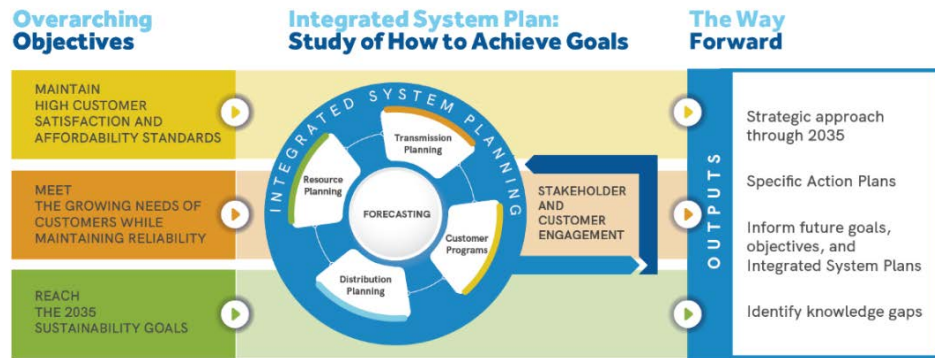 Overarching
Objectives
Integrated System Plan:
Study of How to Achieve Goals
The Way
Forward
MAINTAIN
HIGH CUSTOMER
SATISFACTION AND
AFFORDABILITY STANDARDS
MEET
THE GROWING NEEDS OF
CUSTOMERS WHILE
MAINTAINING RELIABILITY
REACH
THE 2035
SUSTAINABILITY GOALS
INTEGRATED SYSTEM PLANNING
Transmission
Planning
Resource
Planning
FORECASTING
Customer
Programs
Distribution
Planning
STAKEHOLDER
AND
CUSTOMER
ENGAGEMENT
OUTPUTS
Strategic approach
through 2035
Specific Action Plans
Inform future goals,
objectives, and
Integrated System Plans
Identify knowledge gaps